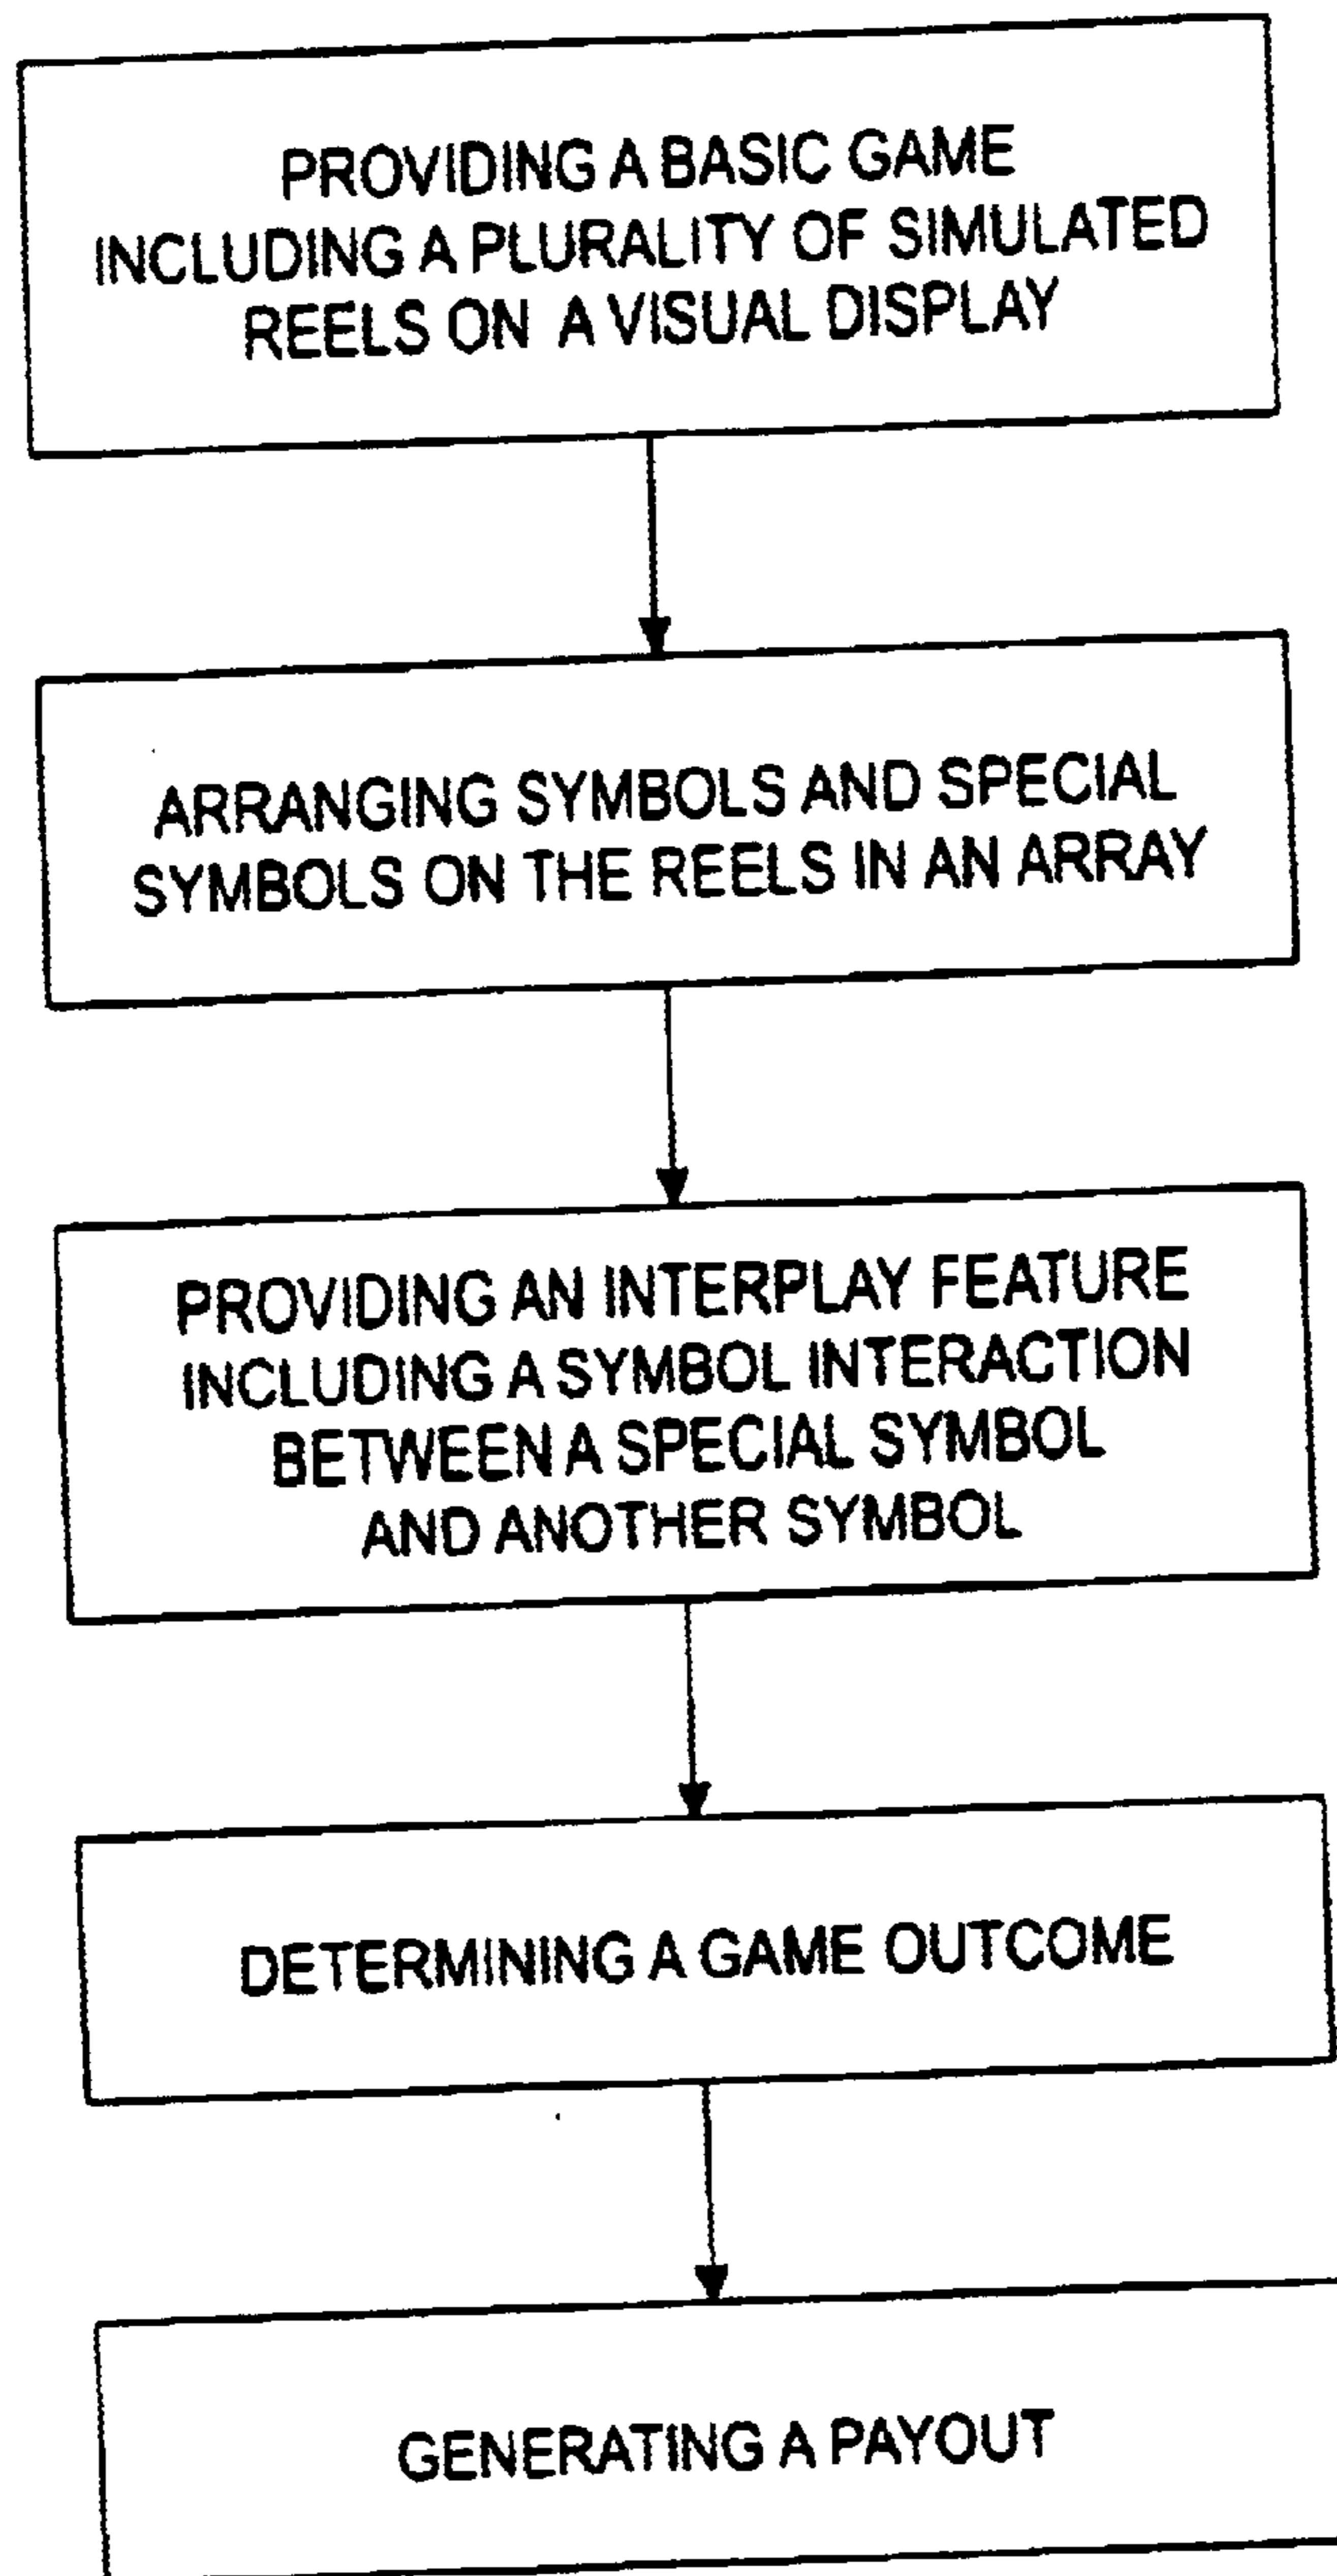 PROVIDING A BASIC GAME
INCLUDING A PLURALITY OF SIMULATED
REELS ON A VISUAL DISPLAY
ARRANGING SYMBOLS AND SPECIAL
SYMBOLS ON THE REELS IN AN ARRAY
PROVIDING AN INTERPLAY FEATURE
INCLUDING A SYMBOL INTERACTION
BETWEEN A SPECIAL SYMBOL
AND ANOTHER SYMBOL
DETERMINING A GAME OUTCOME
GENERATING A PAYOUT